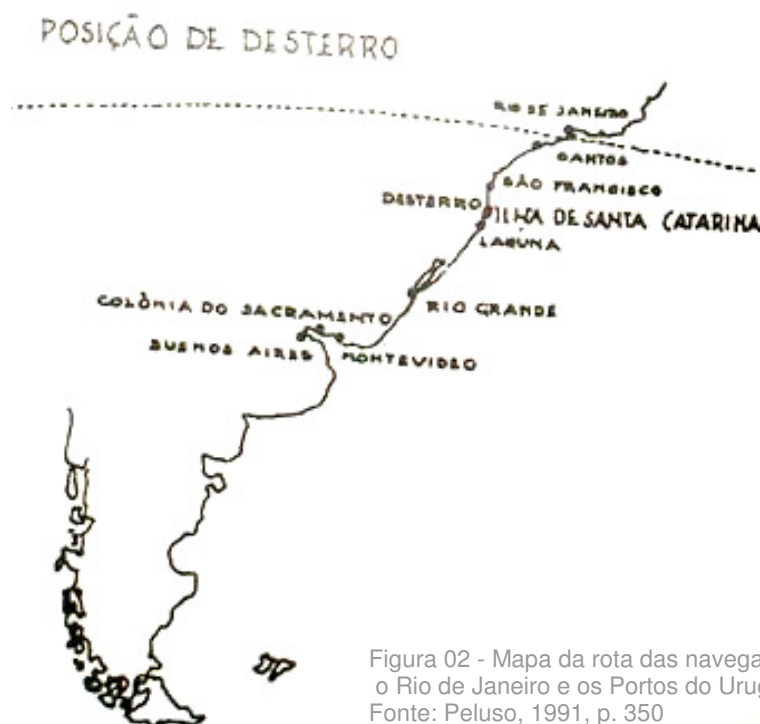 POSIÇÃO DE DESTERRO
RIO DE JANEIRO
SANTOS
SÃO FRANCISCO
DESTERRO
ILHA DE SANTA CATARINA
LAGUNA
RIO GRANDE
COLÔNIA DO SACRAMENTO
BUENOS AIRES
MONTEVIDEO
Figura 02 - Mapa da rota das navega
o Rio de Janeiro e os Portos do Urug
Fonte: Peluso, 1991, p. 350